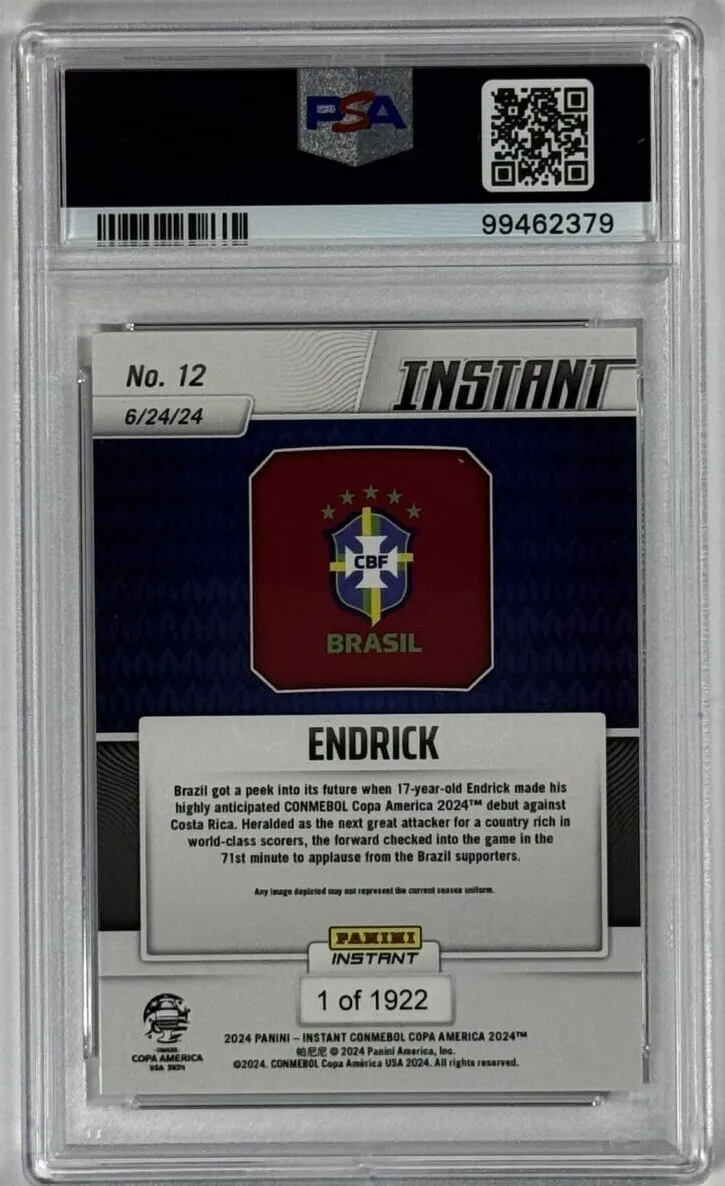 PSA
99462379
No. 12
INSTANT
6/24/24
CBF
BRASIL
ENDRICK
Brazil got a peek into its future when 17-year-old Endrick made his
highly anticipated CONMEBOL Copa America 2024™ debut against
Costa Rica. Heralded as the next great attacker for a country rich in
world-class scorers, the forward checked into the game in the
71st minute to applause from the Brazil supporters.
Any image depicted may not represent the current season uniform.
PANINI
INSTANT
1 of 1922
COPA AMERICA
USA 2024
2024 PANINI – INSTANT CONMEBOL COPA AMERICA 2024™
帕尼尼 © 2024 Panini America, Inc.
©2024. CONMEBOL Copa América USA 2024. All rights reserved.